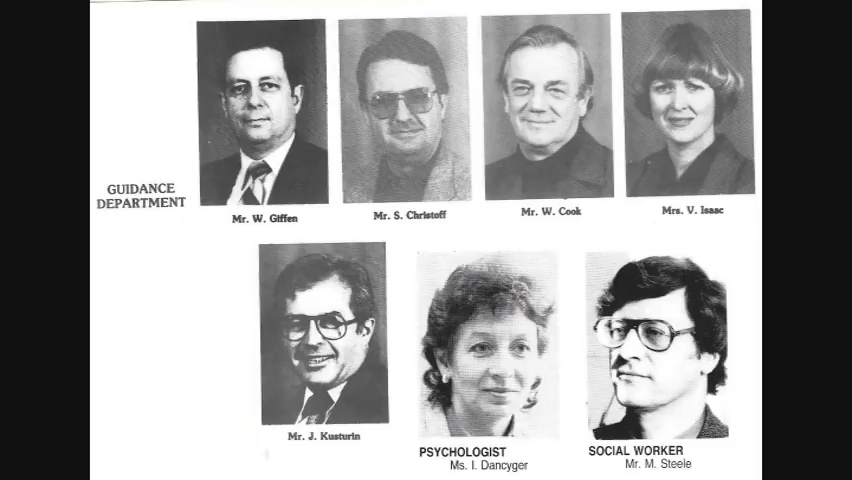 Mr. W. Giffen
Mr. S. Christoff
Mr. W. Cook
Mrs. V. Isaac
GUIDANCE
DEPARTMENT
Mr. J. Kusturin
PSYCHOLOGIST
Ms. I. Dancyger
SOCIAL WORKER
Mr. M. Steele